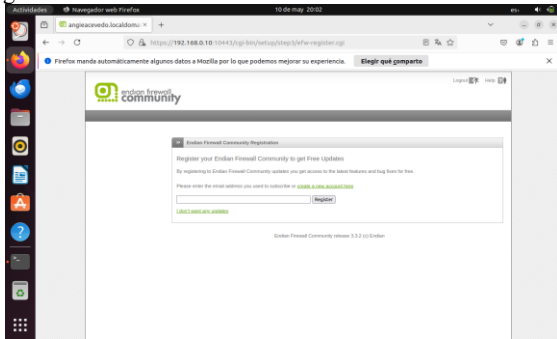 Actividades
Navegador web Firefox
10 de may 20:02
es
angieacevedo.localdoma
https://192.168.0.10:10443/cgi-bin/setup/step3/efw-register.cgi
Firefox manda automáticamente algunos datos a Mozilla por lo que podemos mejorar su experiencia.
Elegir qué comparto
Logout
Help
endian firewall
community
Endian Firewall Community Registration
Register your Endian Firewall Community to get Free Updates
By registering to Endian Firewall Community updates you get access to the latest features and bug fixes for free.
Please enter the email address you used to subscribe or create a new account here.
Register
I don't want any updates
Endian Firewall Community release 3.3.2 (c) Endian